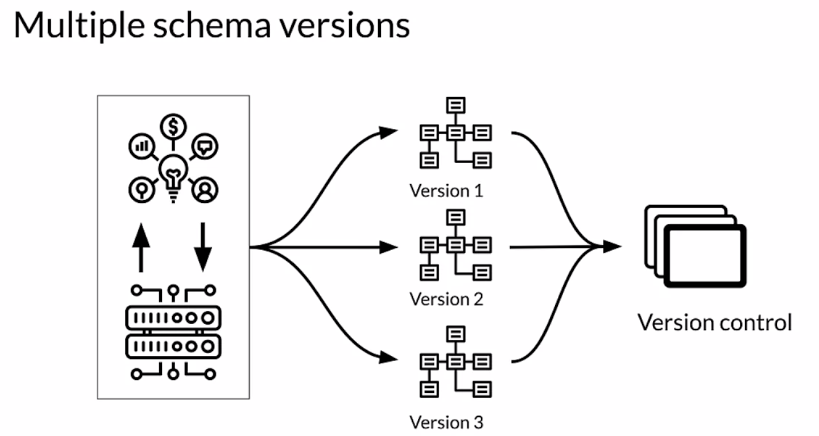 Multiple schema versions
Version 1
Version 2
Version 3
Version control